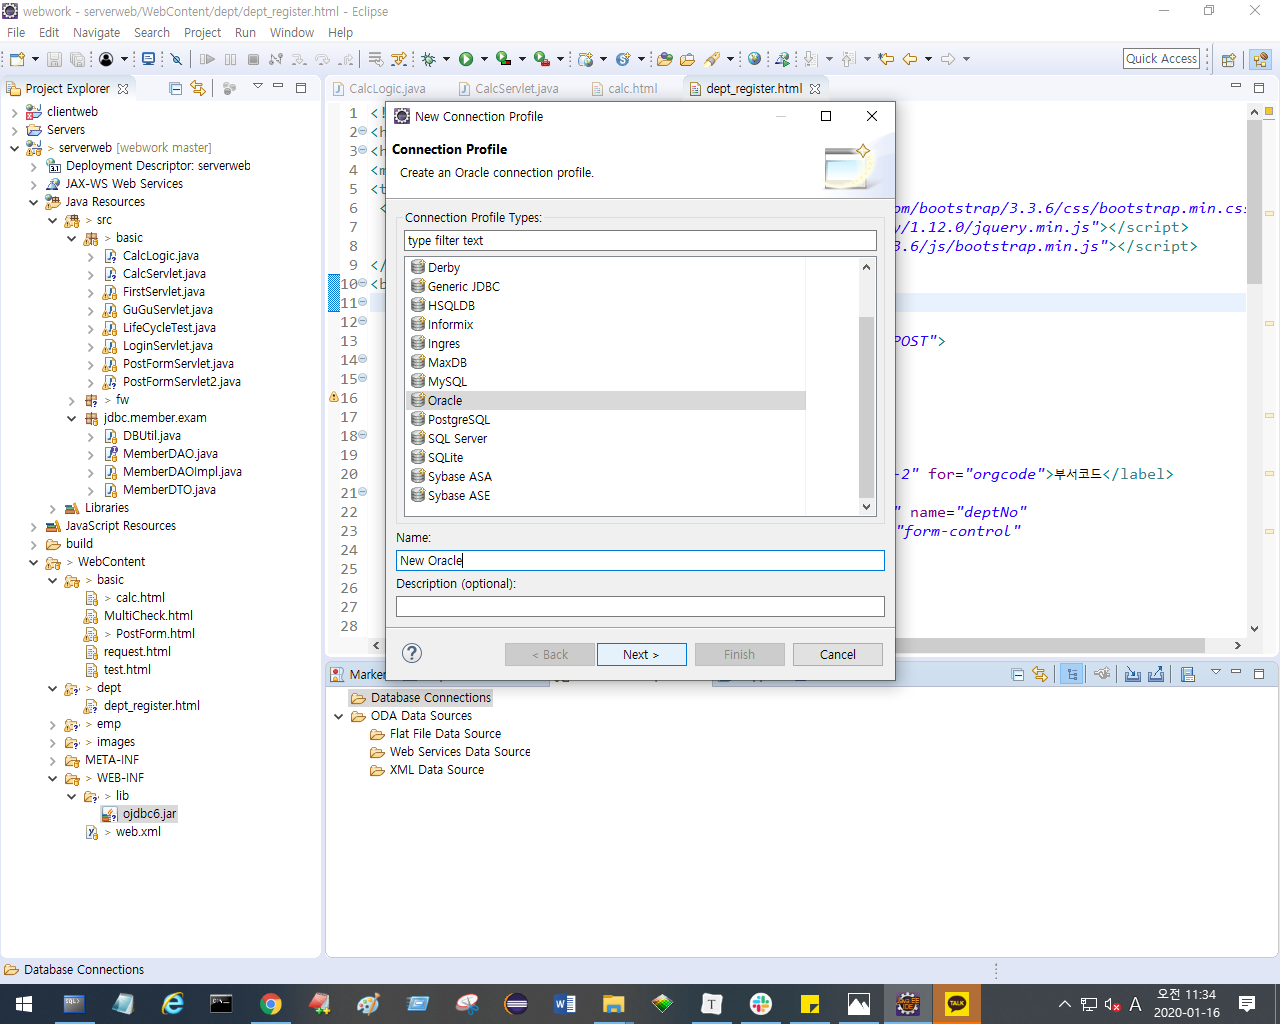 webwork - serverweb/WebContent/dept/dept_register.html - Eclipse
File Edit Navigate Search Project Run Window Help
Quick Access
Project Explorer
clientweb
Servers
> serverweb [webwork master]
Deployment Descriptor: serverweb
JAX-WS Web Services
Java Resources
> src
> basic
CalcLogic.java
CalcServlet.java
FirstServlet.java
GuGuServlet.java
LifeCycleTest.java
LoginServlet.java
PostFormServlet.java
PostFormServlet2.java
> fw
jdbc.member.exam
DBUtil.java
MemberDAO.java
MemberDAOImpl.java
MemberDTO.java
Libraries
JavaScript Resources
build
> WebContent
> basic
> calc.html
MultiCheck.html
> PostForm.html
request.html
test.html
> dept
dept_register.html
> emp
> images
META-INF
> WEB-INF
> lib
ojdbc6.jar
> web.xml
CalcLogic.java CalcServlet.java calc.html dept_register.html
1 <!
2 <h
3 <h
4 <m
5 <t
6 < om/bootstrap/3.3.6/css/bootstrap.min.css
7 y/1.12.0/jquery.min.js"></script>
8 3.6/js/bootstrap.min.js"></script>
9 </
10 <b
11
12
13 POST">
14
15
16
17
18
19
20 -2" for="orgcode">부서코드</label>
21
22 " name="deptNo"
23 "form-control"
24
25
26
27
28
New Connection Profile
Connection Profile
Create an Oracle connection profile.
Connection Profile Types:
type filter text
Derby
Generic JDBC
HSQLDB
Informix
Ingres
MaxDB
MySQL
Oracle
PostgreSQL
SQL Server
SQLite
Sybase ASA
Sybase ASE
Name:
New Oracle
Description (optional):
< Back Next > Finish Cancel
Marker
Database Connections
ODA Data Sources
Flat File Data Source
Web Services Data Source
XML Data Source
Database Connections
오전 11:34
2020-01-16